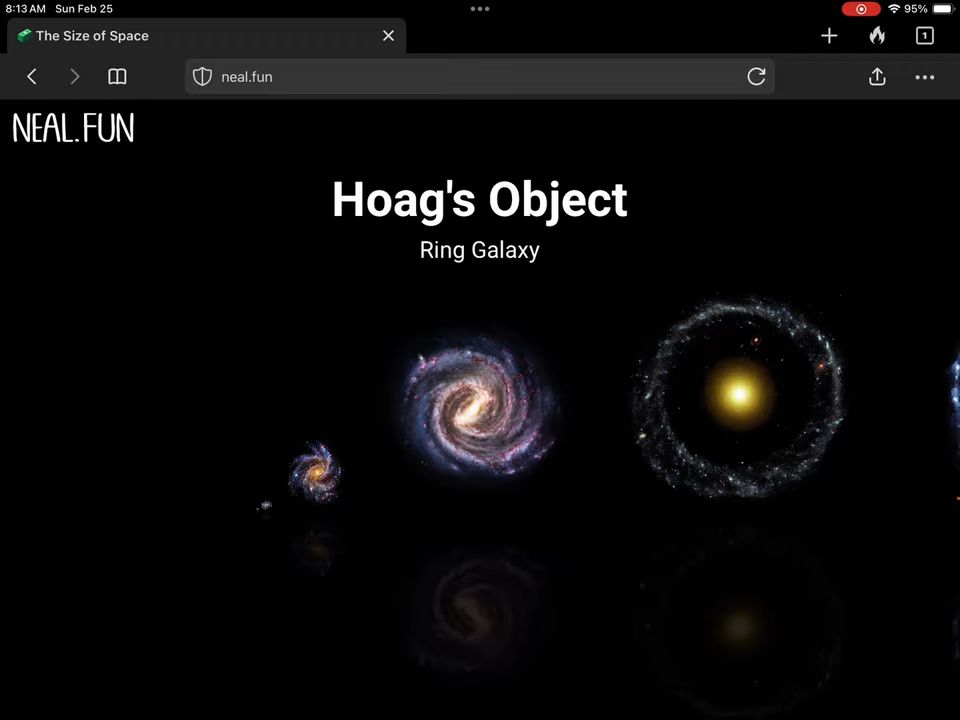 8:13 AM Sun Feb 25
95%
The Size of Space
1
neal.fun
NEAL.FUN
Hoag's Object
Ring Galaxy